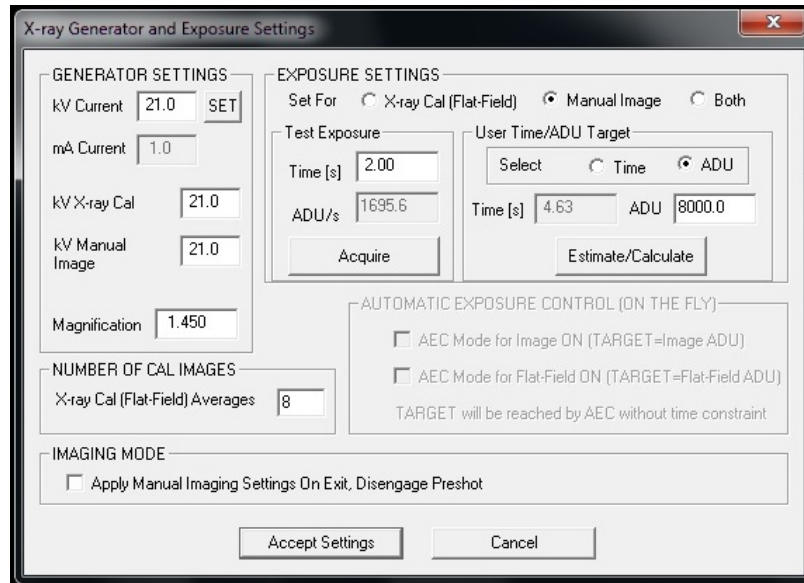 X-ray Generator and Exposure Settings
GENERATOR SETTINGS
kV Current 21.0 SET
mA Current 1.0
kV X-ray Cal 21.0
kV Manual Image 21.0
Magnification 1.450
EXPOSURE SETTINGS
Set For X-ray Cal (Flat-Field) Manual Image Both
Test Exposure
Time [s] 2.00
ADU/s 1695.6
Acquire
User Time/ADU Target
Select Time ADU
Time [s] 4.63 ADU 8000.0
Estimate/Calculate
NUMBER OF CAL IMAGES
X-ray Cal (Flat-Field) Averages 8
AUTOMATIC EXPOSURE CONTROL (ON THE FLY)
AEC Mode for Image ON (TARGET=Image ADU)
AEC Mode for Flat-Field ON (TARGET=Flat-Field ADU)
TARGET will be reached by AEC without time constraint
IMAGING MODE
Apply Manual Imaging Settings On Exit, Disengage Preshot
Accept Settings Cancel